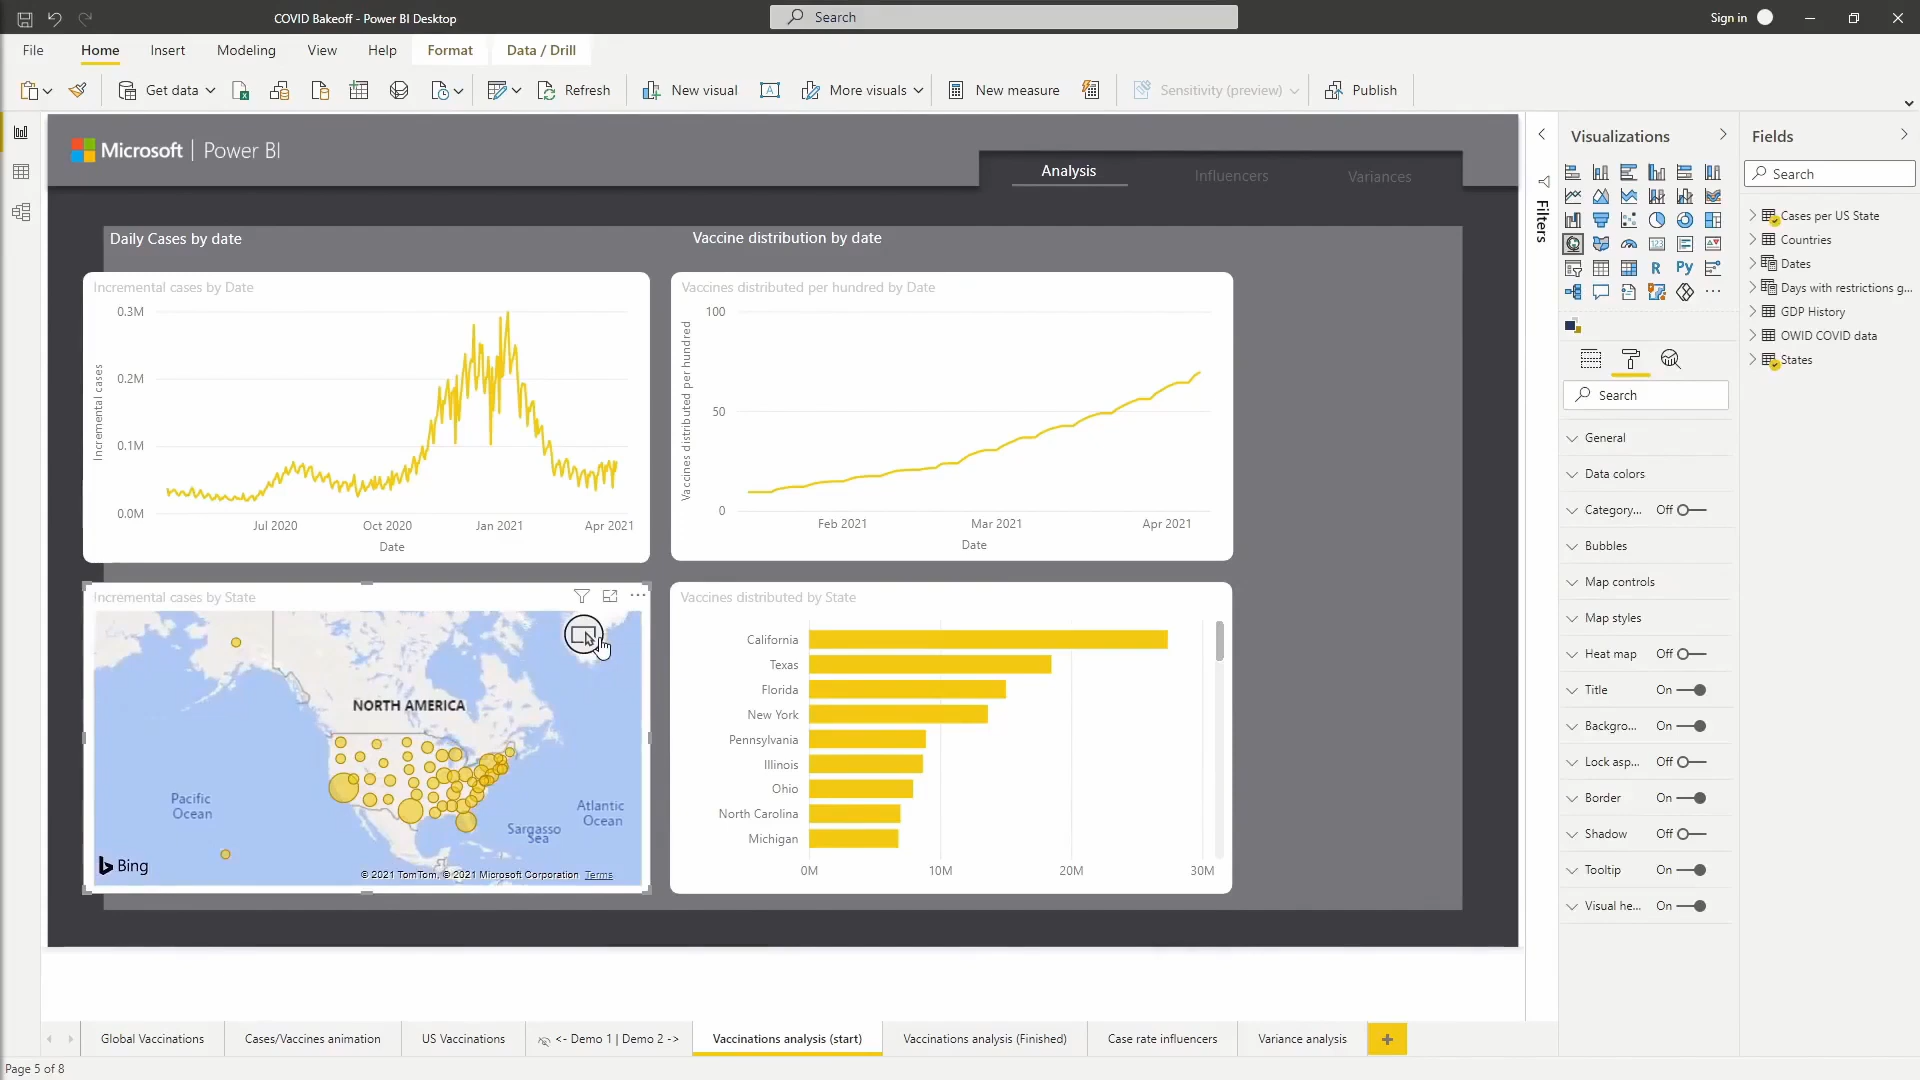 COVID Bakeoff - Power BI Desktop
Search
Sign in
File
Home
Insert
Modeling
View
Help
Format
Data / Drill
Get data
Refresh
New visual
More visuals
New measure
Sensitivity (preview)
Publish
Microsoft | Power BI
Analysis
Influencers
Variances
Daily Cases by date
Vaccine distribution by date
Incremental cases by Date
Incremental cases
0.3M
0.2M
0.1M
0.0M
Jul 2020
Oct 2020
Jan 2021
Apr 2021
Date
Vaccines distributed per hundred by Date
Vaccines distributed per hundred
100
50
0
Feb 2021
Mar 2021
Apr 2021
Date
Incremental cases by State
NORTH AMERICA
Pacific
Ocean
Atlantic
Ocean
Sargasso
Sea
Bing
© 2021 TomTom, © 2021 Microsoft Corporation Terms
Vaccines distributed by State
California
Texas
Florida
New York
Pennsylvania
Illinois
Ohio
North Carolina
Michigan
0M
10M
20M
30M
Filters
Visualizations
R
Py
123
Search
General
Data colors
Category... Off
Bubbles
Map controls
Map styles
Heat map Off
Title On
Backgro... On
Lock asp... Off
Border On
Shadow Off
Tooltip On
Visual he... On
Fields
Search
Cases per US State
Countries
Dates
Days with restrictions g...
GDP History
OWID COVID data
States
Global Vaccinations
Cases/Vaccines animation
US Vaccinations
<- Demo 1 | Demo 2 ->
Vaccinations analysis (start)
Vaccinations analysis (Finished)
Case rate influencers
Variance analysis
Page 5 of 8